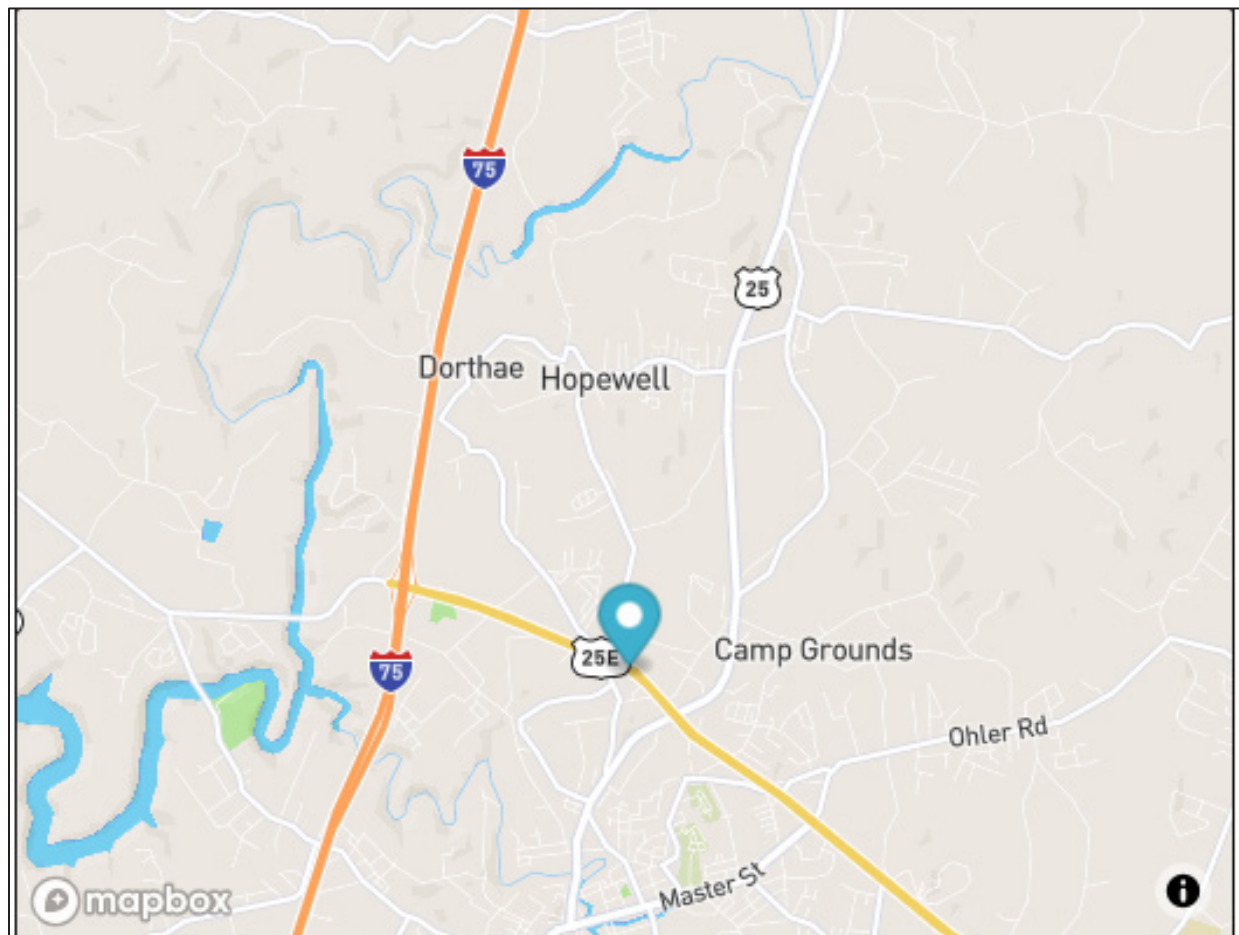 75
25
Dorthae
Hopewell
25E
75
Camp Grounds
Ohler Rd
Master St
mapbox
i